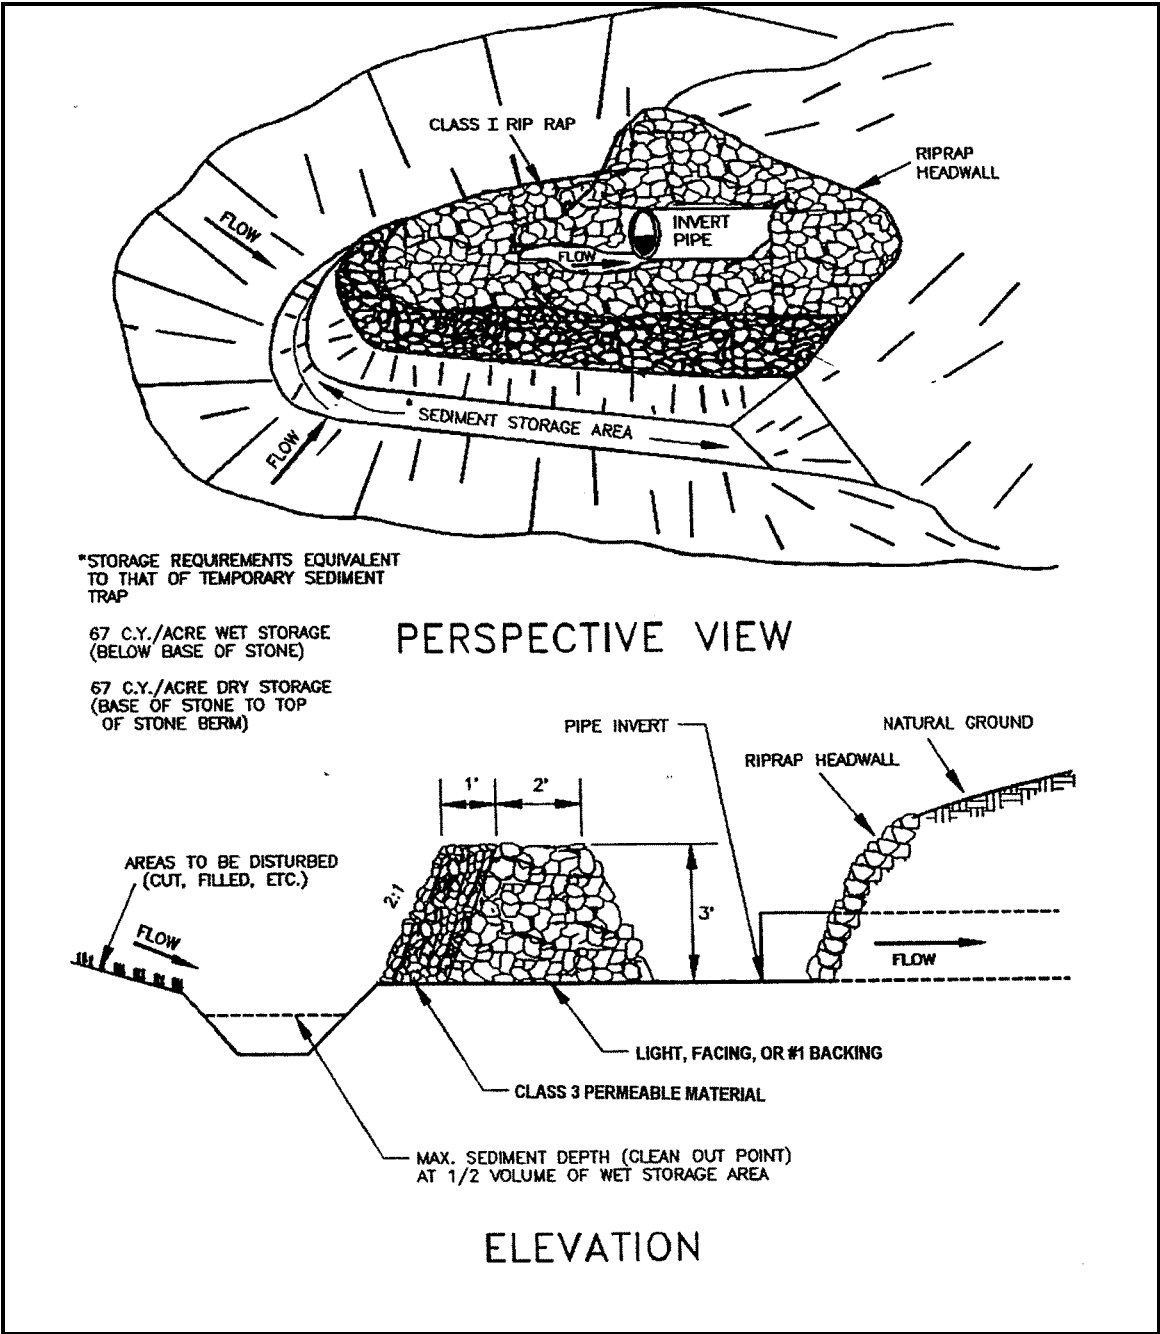 CLASS I RIP RAP
RIPRAP
HEADWALL
FLOW
INVERT
PIPE
FLOW
* SEDIMENT STORAGE AREA
FLOW
*STORAGE REQUIREMENTS EQUIVALENT
TO THAT OF TEMPORARY SEDIMENT
TRAP
67 C.Y./ACRE WET STORAGE
(BELOW BASE OF STONE)
67 C.Y./ACRE DRY STORAGE
(BASE OF STONE TO TOP
OF STONE BERM)
PERSPECTIVE VIEW
PIPE INVERT
NATURAL GROUND
RIPRAP HEADWALL
1'
2'
AREAS TO BE DISTURBED
(CUT, FILLED, ETC.)
2:1
3'
FLOW
FLOW
LIGHT, FACING, OR #1 BACKING
CLASS 3 PERMEABLE MATERIAL
MAX. SEDIMENT DEPTH (CLEAN OUT POINT)
AT 1/2 VOLUME OF WET STORAGE AREA
ELEVATION